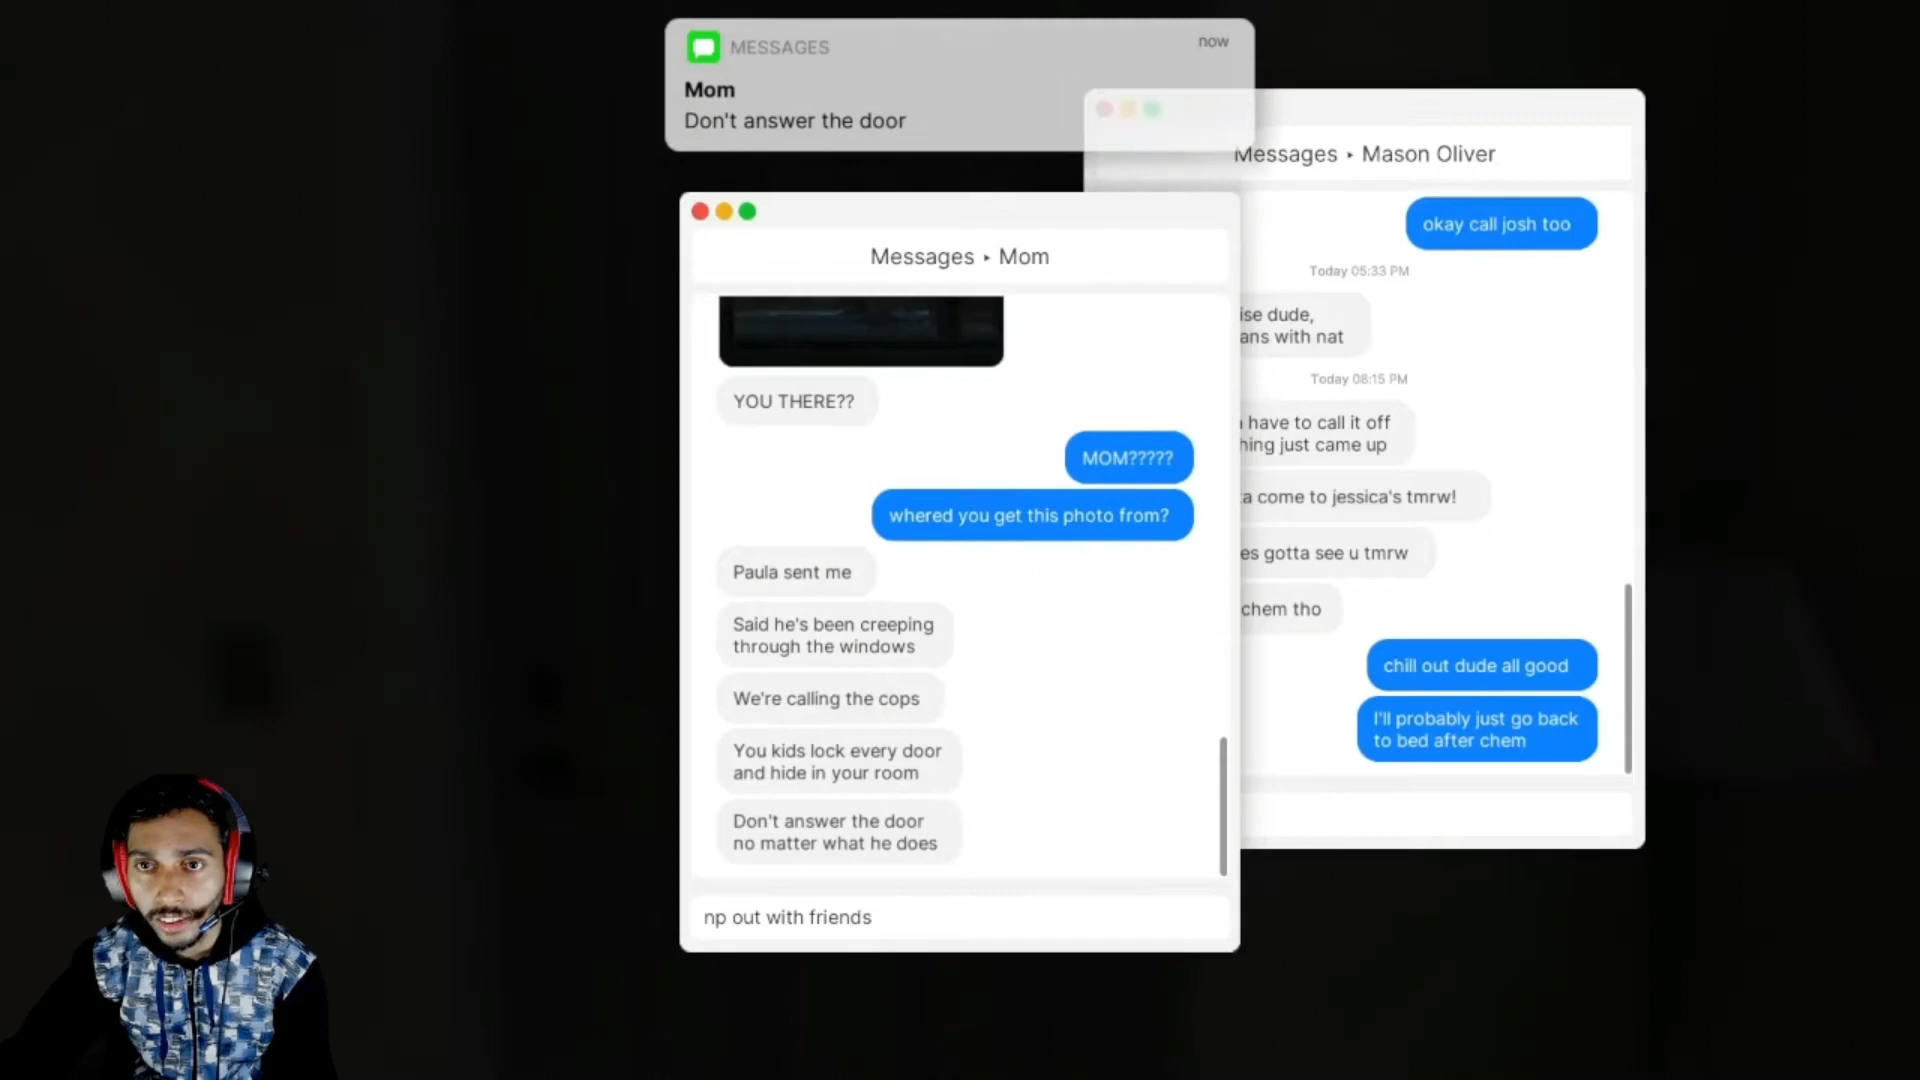 MESSAGES
now
Mom
Don't answer the door
Messages ‣ Mason Oliver
okay call josh too
Today 05:33 PM
dude,
with nat
Today 08:15 PM
have to call it off
just came up
come to jessica's tmrw!
gotta see u tmrw
chem tho
chill out dude all good
I'll probably just go back
to bed after chem
Messages ‣ Mom
YOU THERE??
MOM?????
whered you get this photo from?
Paula sent me
Said he's been creeping
through the windows
We're calling the cops
You kids lock every door
and hide in your room
Don't answer the door
no matter what he does
np out with friends